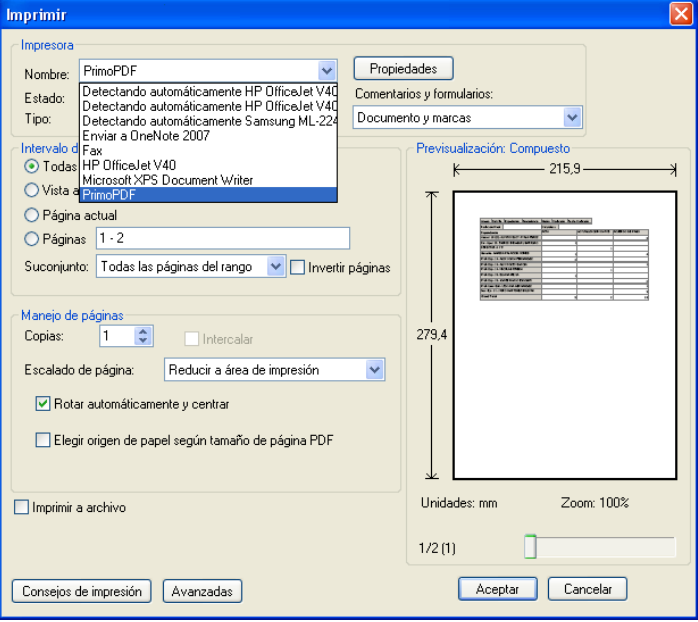 Imprimir
Impresora
Nombre: PrimoPDF
Propiedades
Estado:
Tipo:
Detectando automáticamente HP OfficeJet V40
Detectando automáticamente HP OfficeJet V40
Detectando automáticamente Samsung ML-224
Enviar a OneNote 2007
Fax
HP OfficeJet V40
Microsoft XPS Document Writer
PrimoPDF
Comentarios y formularios:
Documento y marcas
Intervalo d
Todas
Vista a
Página actual
Páginas 1 - 2
Suconjunto: Todas las páginas del rango Invertir páginas
Manejo de páginas
Copias: 1 Intercalar
Escalado de página: Reducir a área de impresión
Rotar automáticamente y centrar
Elegir origen de papel según tamaño de página PDF
Imprimir a archivo
Consejos de impresión Avanzadas
Previsualización: Compuesto
215,9
279,4
Unidades: mm Zoom: 100%
1/2 (1)
Aceptar Cancelar